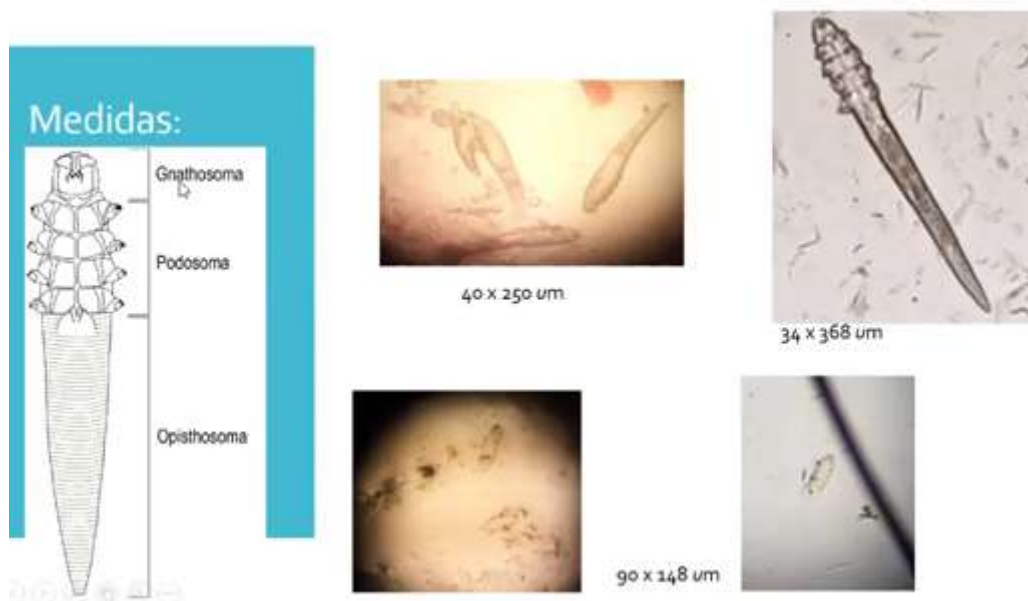 Medidas:
Gnathosoma
Podosoma
Opisthosoma
40 x 250 um
34 x 368 um
90 x 148 um